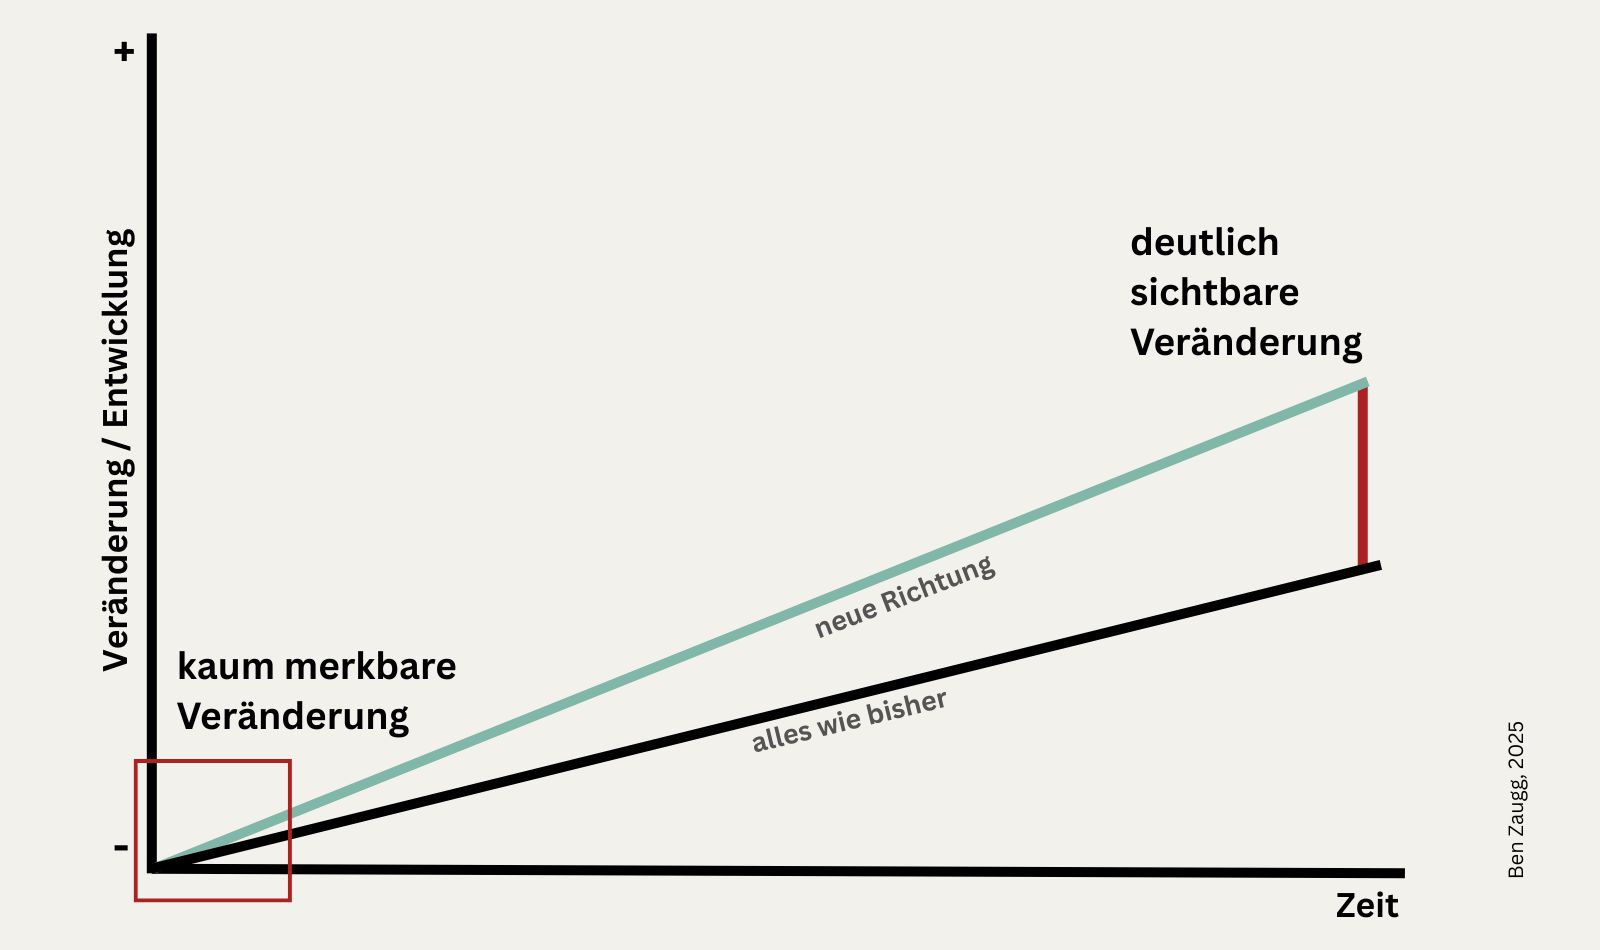 +
Veränderung / Entwicklung
deutlich
sichtbare
Veränderung
neue Richtung
alles wie bisher
kaum merkbare
Veränderung
-
Zeit
Ben Zaugg, 2025